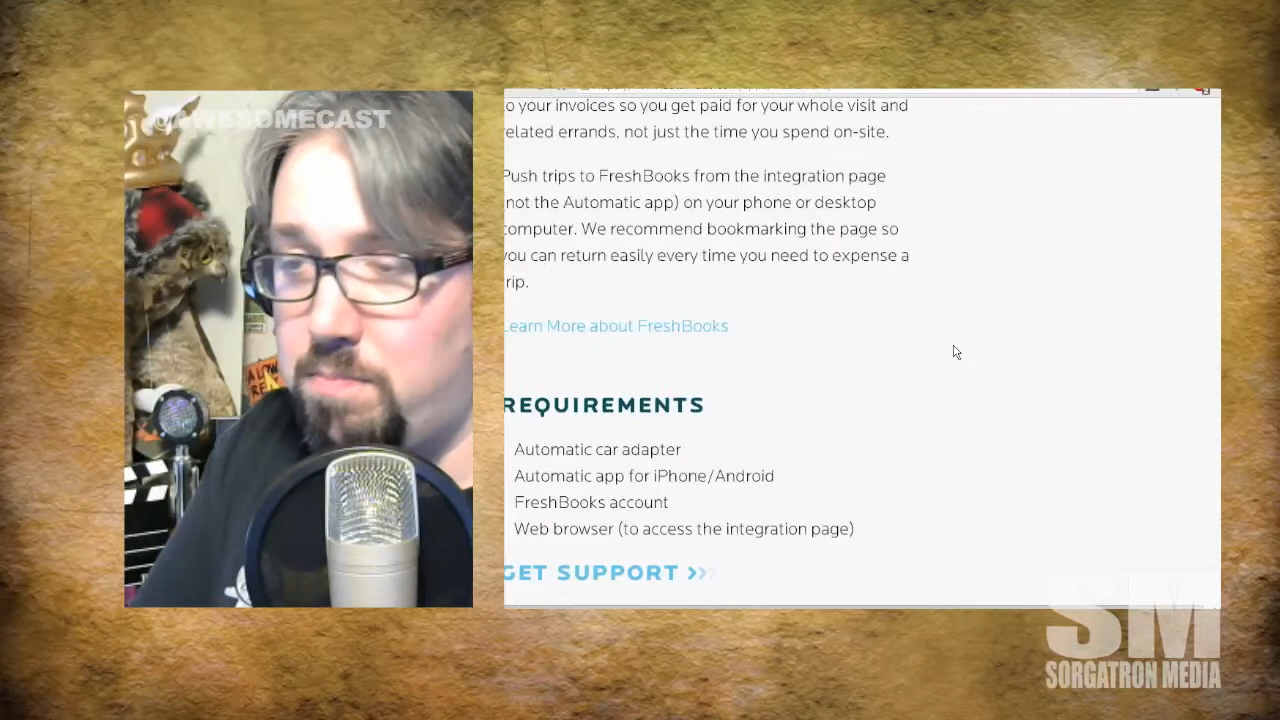 AWESOMECAST
o your invoices so you get paid for your whole visit and
elated errands, not just the time you spend on-site.
Push trips to FreshBooks from the integration page
not the Automatic app) on your phone or desktop
omputer. We recommend bookmarking the page so
you can return easily every time you need to expense a
rip.
Learn More about FreshBooks
REQUIREMENTS
Automatic car adapter
Automatic app for iPhone/Android
FreshBooks account
Web browser (to access the integration page)
GET SUPPORT
SM
SORGATRON MEDIA